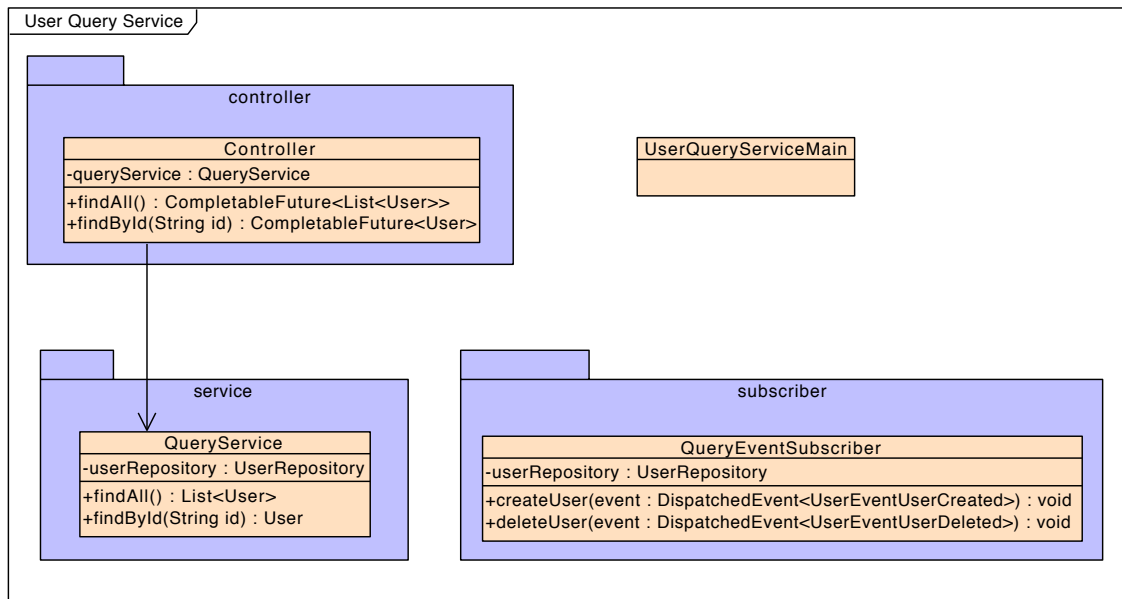 User Query Service
controller
Controller
-queryService : QueryService
+findAll() : CompletableFuture<List<User>>
+findById(String id) : CompletableFuture<User>
UserQueryServiceMain
service
QueryService
-userRepository : UserRepository
+findAll() : List<User>
+findById(String id) : User
subscriber
QueryEventSubscriber
-userRepository : UserRepository
+createUser(event : DispatchedEvent<UserEventUserCreated>) : void
+deleteUser(event : DispatchedEvent<UserEventUserDeleted>) : void